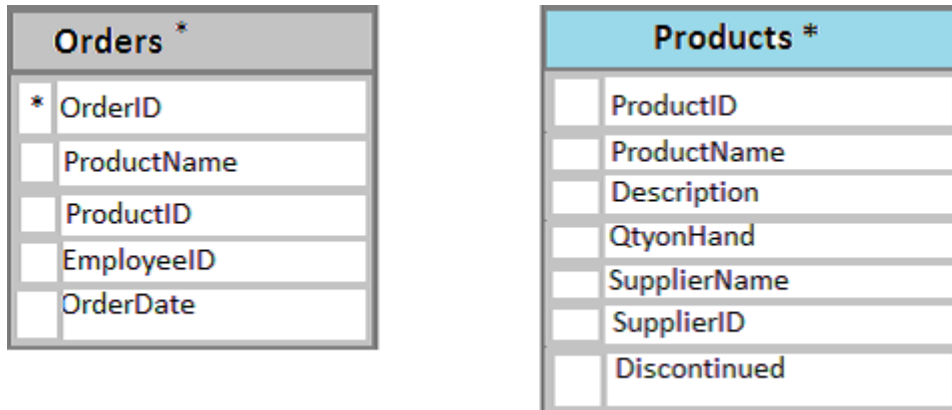 Orders *
* OrderID
ProductName
ProductID
EmployeeID
OrderDate
Products *
ProductID
ProductName
Description
QtyonHand
SupplierName
SupplierID
Discontinued